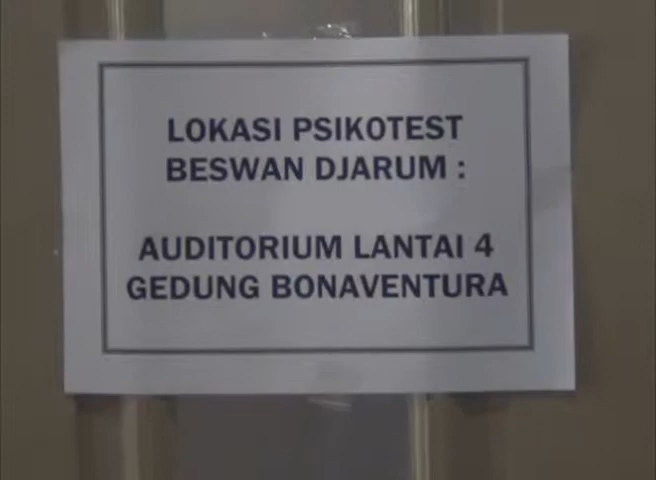 LOKASI PSIKOTEST
BESWAN DJARUM :
AUDITORIUM LANTAI 4
GEDUNG BONAVENTURA